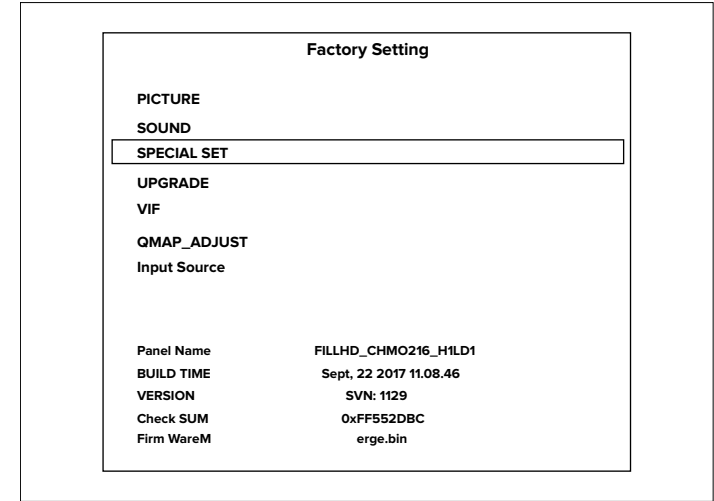 Factory Setting
PICTURE
SOUND
SPECIAL SET
UPGRADE
VIF
QMAP_ADJUST
Input Source
Panel Name FILLHD_CHMO216_H1LD1
BUILD TIME Sept, 22 2017 11.08.46
VERSION SVN: 1129
Check SUM 0xFF552DBC
Firm WareM erge.bin